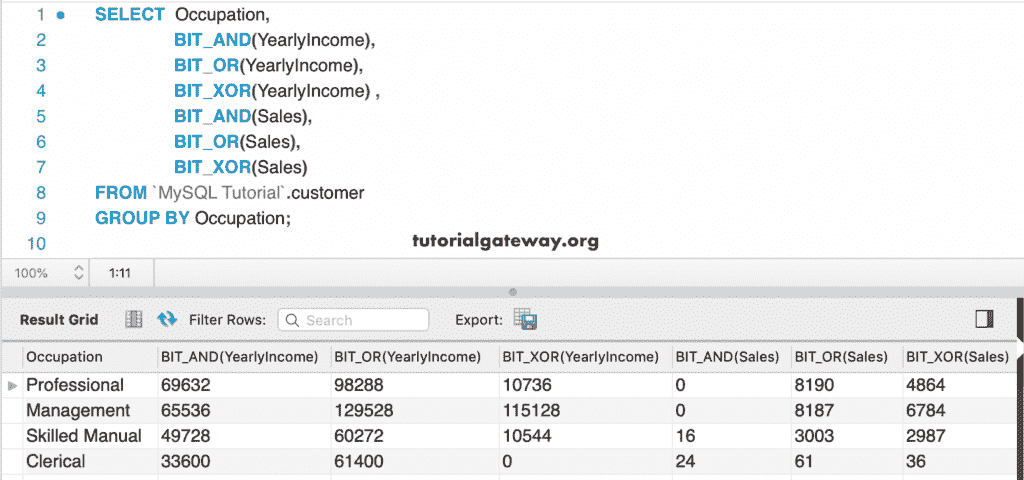 1 SELECT Occupation,
2 BIT_AND(YearlyIncome),
3 BIT_OR(YearlyIncome),
4 BIT_XOR(YearlyIncome) ,
5 BIT_AND(Sales),
6 BIT_OR(Sales),
7 BIT_XOR(Sales)
8 FROM `MySQL Tutorial`.customer
9 GROUP BY Occupation;
10
tutorialgateway.org
100% 1:11
Result Grid Filter Rows: Search Export:
Occupation BIT_AND(YearlyIncome) BIT_OR(YearlyIncome) BIT_XOR(YearlyIncome) BIT_AND(Sales) BIT_OR(Sales) BIT_XOR(Sales)
Professional 69632 98288 10736 0 8190 4864
Management 65536 129528 115128 0 8187 6784
Skilled Manual 49728 60272 10544 16 3003 2987
Clerical 33600 61400 0 24 61 36